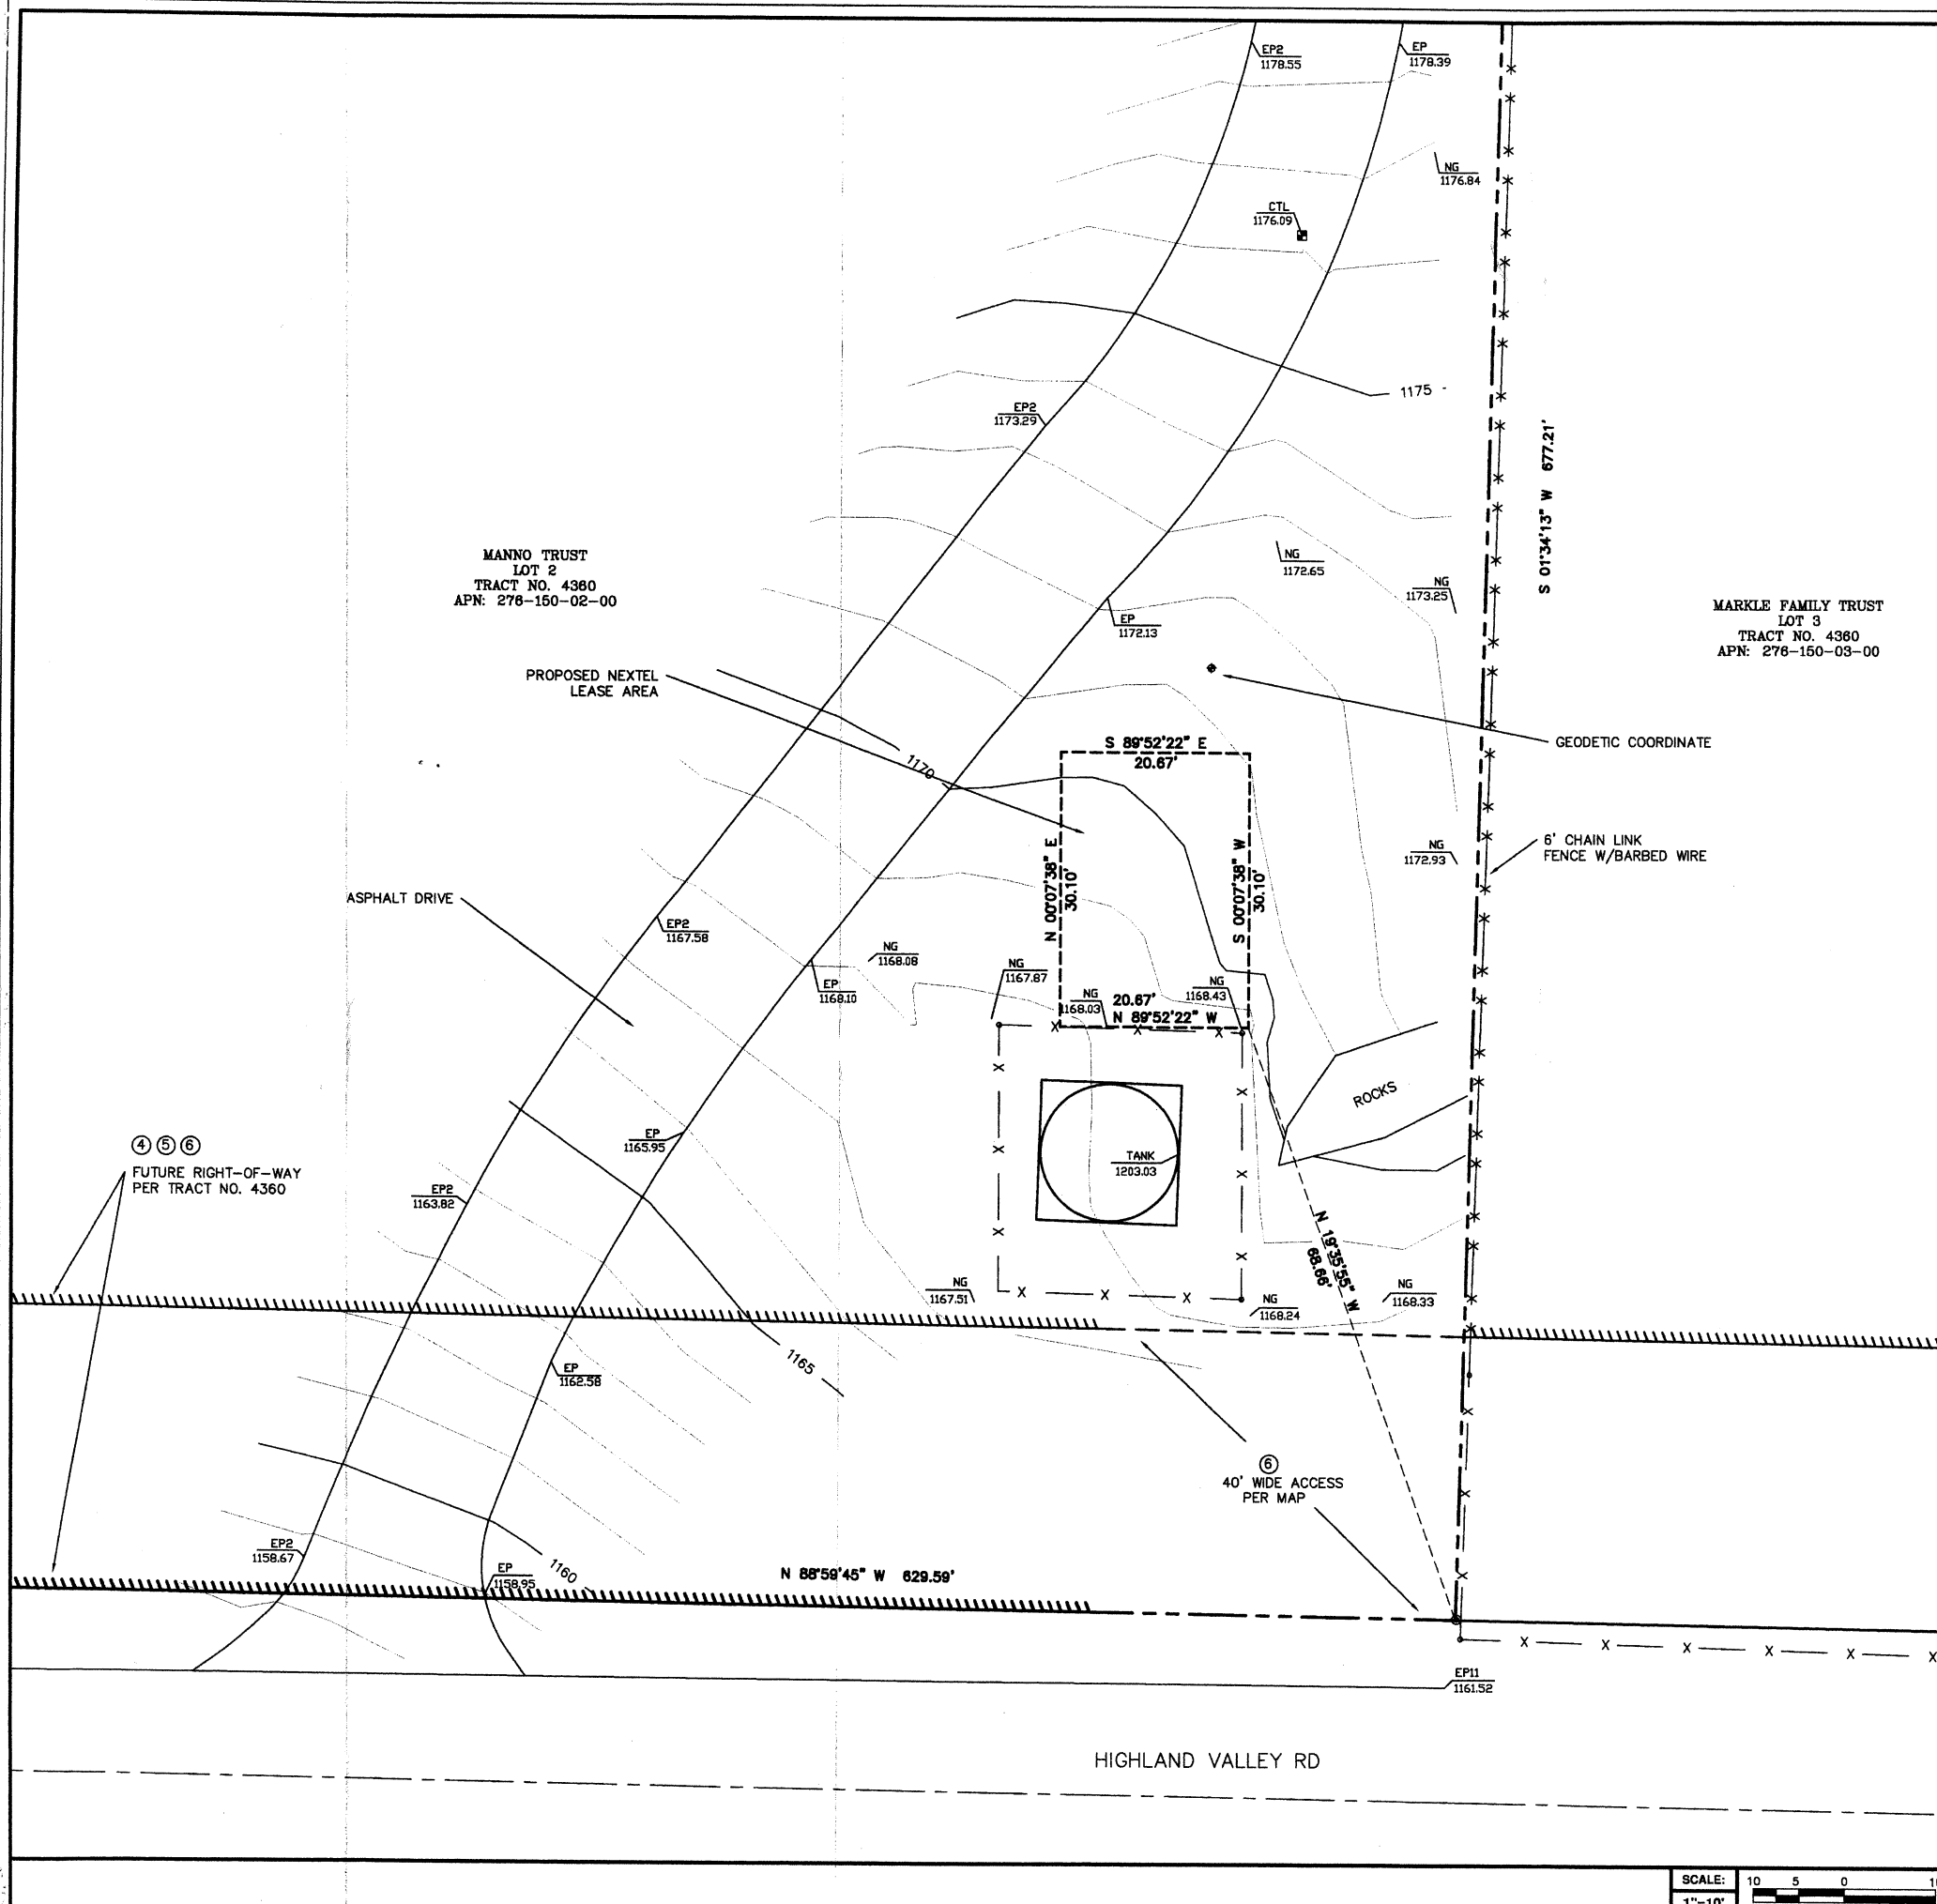 EP2
1178.55
EP
1178.39
NG
1176.84
CTL
1176.09
1175
EP2
1173.29
S 01°34'13" W 677.21'
MANNO TRUST
LOT 2
TRACT NO. 4360
APN: 276-150-02-00
NG
1172.65
NG
1173.25
MARKLE FAMILY TRUST
LOT 3
TRACT NO. 4360
APN: 276-150-03-00
EP
1172.13
PROPOSED NEXTEL
LEASE AREA
GEODETIC COORDINATE
S 89°52'22" E
20.67'
1170
6' CHAIN LINK
FENCE W/BARBED WIRE
NG
1172.93
N 00°07'38" E
30.10'
S 00°07'38" W
30.10'
ASPHALT DRIVE
EP2
1167.58
NG
1168.08
NG
1167.87
EP
1168.10
NG
1168.03
20.67'
N 89°52'22" W
NG
1168.43
ROCKS
EP
1165.95
TANK
1203.03
4 5 6
FUTURE RIGHT-OF-WAY
PER TRACT NO. 4360
EP2
1163.82
N 19°35'55" W
68.66'
NG
1167.51
NG
1168.24
NG
1168.33
1165
EP
1162.58
6
40' WIDE ACCESS
PER MAP
EP2
1158.67
EP
1158.95
1160
N 88°59'45" W 629.59'
EP11
1161.52
HIGHLAND VALLEY RD
SCALE:
10 5 0 10
1"=10'